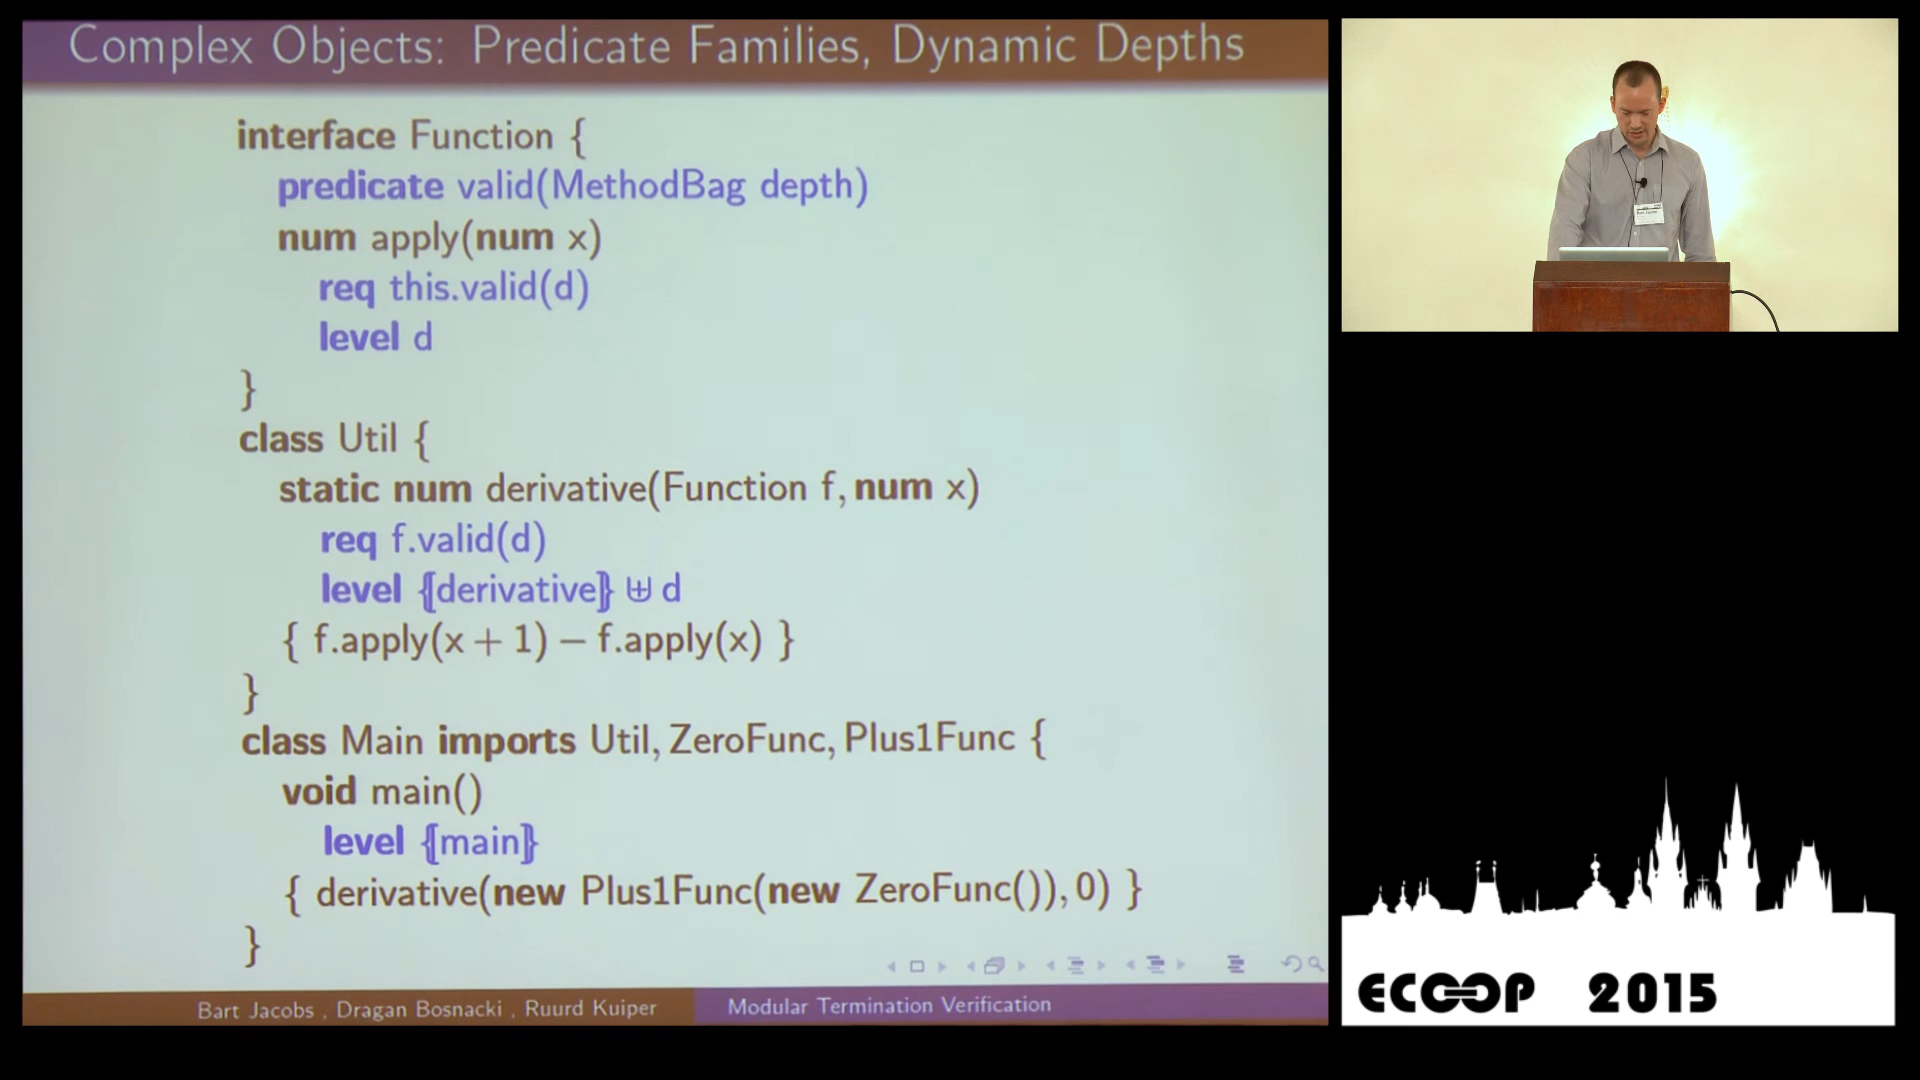 Complex Objects: Predicate Families, Dynamic Depths
interface Function {
predicate valid(MethodBag depth)
num apply(num x)
req this.valid(d)
level d
}
class Util {
static num derivative(Function f, num x)
req f.valid(d)
level {[derivative]} ⊎ d
{ f.apply(x + 1) − f.apply(x) }
}
class Main imports Util, ZeroFunc, Plus1Func {
void main()
level {[main]}
{ derivative(new Plus1Func(new ZeroFunc()), 0) }
}
Bart Jacobs , Dragan Bosnacki , Ruurd Kuiper
Modular Termination Verification
ECOOP 2015